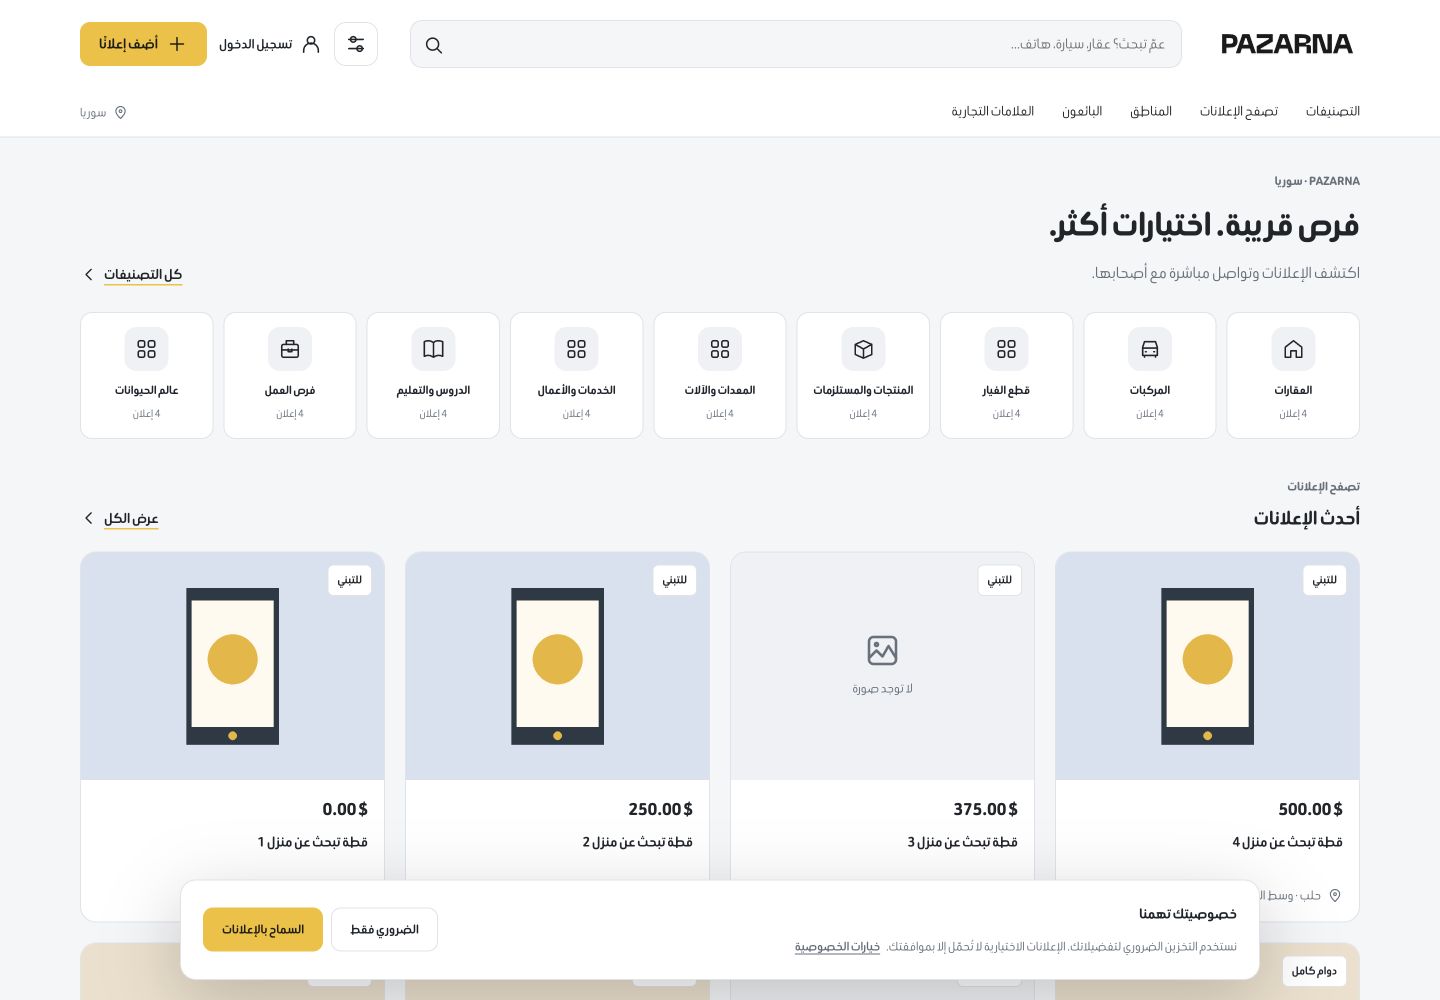 PAZARNA
عمّ تبحث؟ عقار، سيارة، هاتف...
تسجيل الدخول
أضف إعلانًا
التصنيفات
تصفح الإعلانات
المناطق
البائعون
العلامات التجارية
سوريا
PAZARNA · سوريا
فرص قريبة. اختيارات أكثر.
اكتشف الإعلانات وتواصل مباشرة مع أصحابها.
كل التصنيفات
العقارات
4 إعلان
المركبات
4 إعلان
قطع الغيار
4 إعلان
المنتجات والمستلزمات
4 إعلان
المعدات والآلات
4 إعلان
الخدمات والأعمال
4 إعلان
الدروس والتعليم
4 إعلان
فرص العمل
4 إعلان
عالم الحيوانات
4 إعلان
تصفح الإعلانات
أحدث الإعلانات
عرض الكل
للتبني
500.00 $
قطة تبحث عن منزل 4
حلب · وسط
للتبني
لا توجد صورة
375.00 $
قطة تبحث عن منزل 3
للتبني
250.00 $
قطة تبحث عن منزل 2
للتبني
0.00 $
قطة تبحث عن منزل 1
خصوصيتك تهمنا
نستخدم التخزين الضروري لتفضيلاتك. الإعلانات الاختيارية لا تُحمّل إلا بموافقتك. خيارات الخصوصية
الضروري فقط
السماح بالإعلانات
دوام كامل